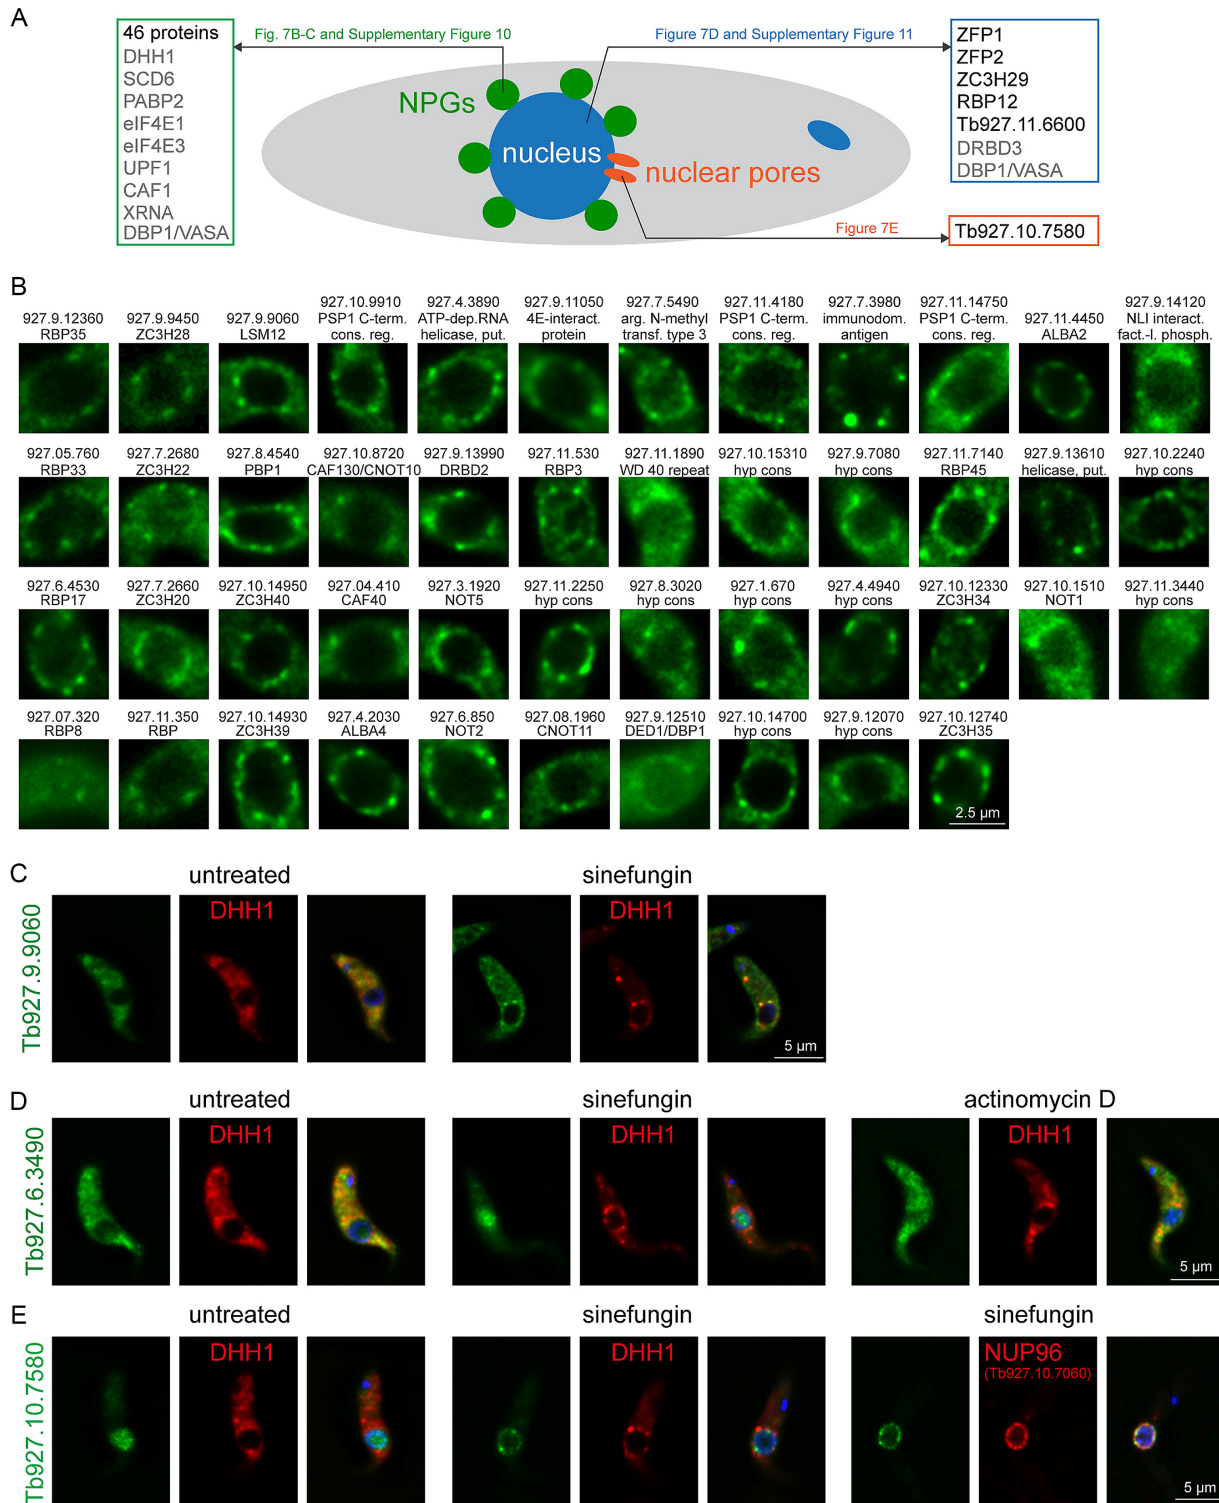 A
46 proteins
DHH1
SCD6
PABP2
eIF4E1
eIF4E3
UPF1
CAF1
XRNA
DBP1/VASA
Fig. 7B-C and Supplementary Figure 10
Figure 7D and Supplementary Figure 11
NPGs
nucleus
nuclear pores
Figure 7E
ZFP1
ZFP2
ZC3H29
RBP12
Tb927.11.6600
DRBD3
DBP1/VASA
Tb927.10.7580
B
927.9.12360
RBP35
927.9.9450
ZC3H28
927.9.9060
LSM12
927.10.9910
PSP1 C-term.
cons. reg.
927.4.3890
ATP-dep.RNA
helicase, put.
927.9.11050
4E-interact.
protein
927.7.5490
arg. N-methyl
transf. type 3
927.11.4180
PSP1 C-term.
cons. reg.
927.7.3980
immunodom.
antigen
927.11.14750
PSP1 C-term.
cons. reg.
927.11.4450
ALBA2
927.9.14120
NLI interact.
fact.-l. phosph.
927.05.760
RBP33
927.7.2680
ZC3H22
927.8.4540
PBP1
927.10.8720
CAF130/CNOT10
927.9.13990
DRBD2
927.11.530
RBP3
927.11.1890
WD 40 repeat
927.10.15310
hyp cons
927.9.7080
hyp cons
927.11.7140
RBP45
927.9.13610
helicase, put.
927.10.2240
hyp cons
927.6.4530
RBP17
927.7.2660
ZC3H20
927.10.14950
ZC3H40
927.04.410
CAF40
927.3.1920
NOT5
927.11.2250
hyp cons
927.8.3020
hyp cons
927.1.670
hyp cons
927.4.4940
hyp cons
927.10.12330
ZC3H34
927.10.1510
NOT1
927.11.3440
hyp cons
927.07.320
RBP8
927.11.350
RBP
927.10.14930
ZC3H39
927.4.2030
ALBA4
927.6.850
NOT2
927.08.1960
CNOT11
927.9.12510
DED1/DBP1
927.10.14700
hyp cons
927.9.12070
hyp cons
927.10.12740
ZC3H35
2.5 µm
C
untreated
sinefungin
Tb927.9.9060
DHH1
DHH1
5 µm
D
untreated
sinefungin
actinomycin D
Tb927.6.3490
DHH1
DHH1
DHH1
5 µm
E
untreated
sinefungin
sinefungin
Tb927.10.7580
DHH1
DHH1
NUP96
(Tb927.10.7060)
5 µm